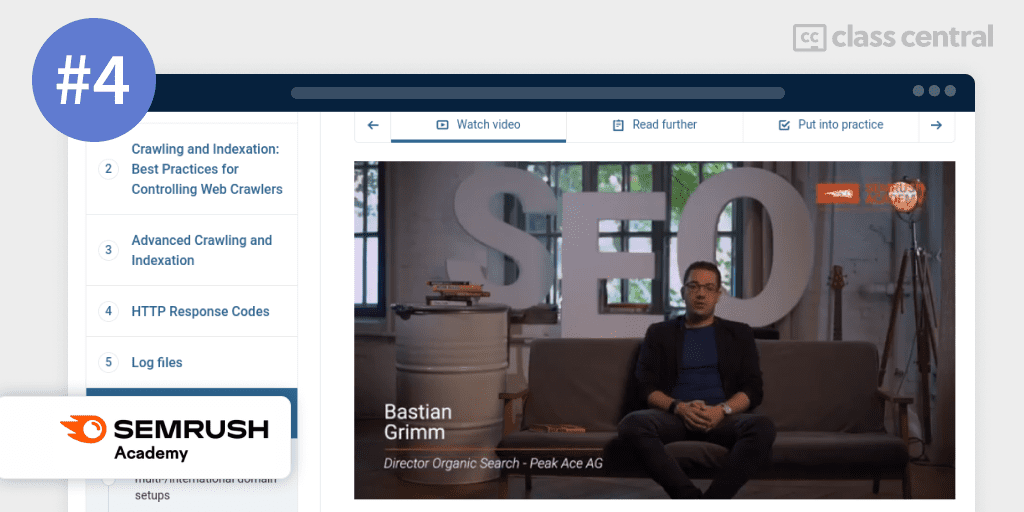 #4
cc class central
Watch video
Read further
Put into practice
2
Crawling and Indexation:
Best Practices for
Controlling Web Crawlers
3
Advanced Crawling and
Indexation
4
HTTP Response Codes
5
Log files
SEO
SEMRUSH
ACADEMY
Bastian
Grimm
Director Organic Search - Peak Ace AG
SEMRUSH
Academy
multi-/international domain
setups